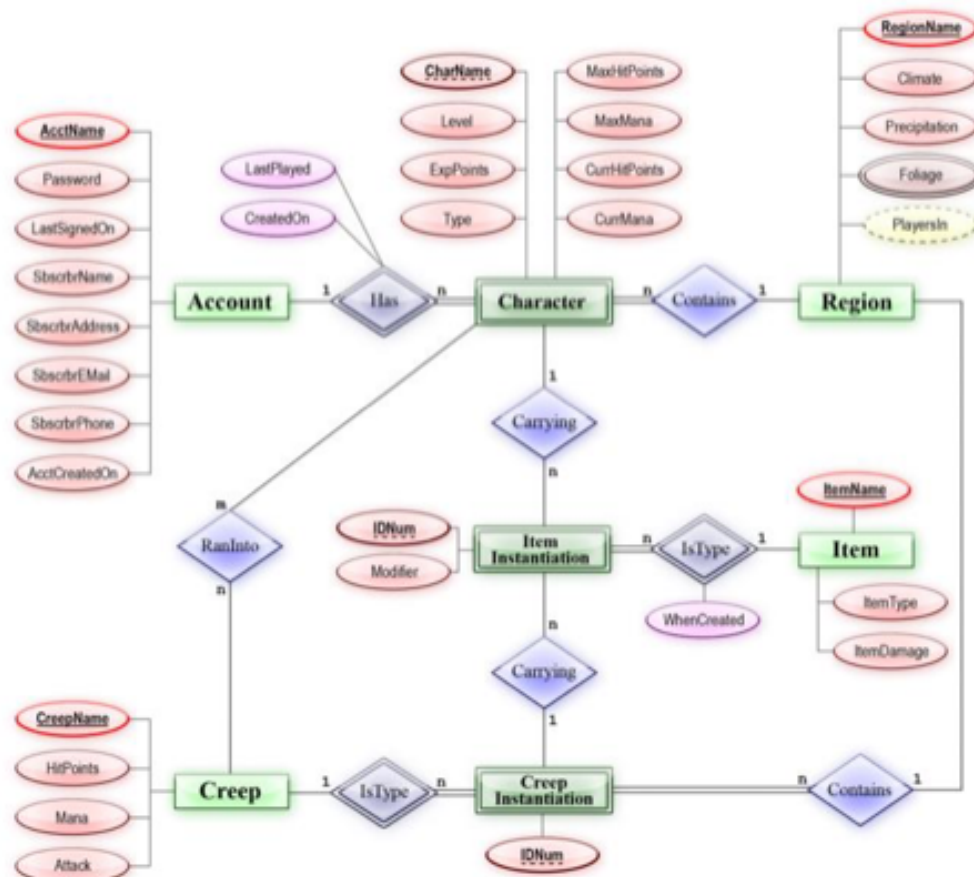 RegionName
Climate
Precipitation
Foliage
PlayersIn
CharName
Level
ExpPoints
Type
MaxHitPoints
MaxMana
CurrHitPoints
CurrMana
AcctName
Password
LastSignedOn
SbscrbrName
SbscrbrAddress
SbscrbrEMail
SbscrbrPhone
AcctCreatedOn
LastPlayed
CreatedOn
Account
1
Has
n
Character
n
Contains
1
Region
1
Carrying
n
m
RanInto
n
IDNum
Modifier
Item
Instantiation
n
IsType
1
Item
ItemName
WhenCreated
ItemType
ItemDamage
n
Carrying
1
CreepName
HitPoints
Mana
Attack
Creep
1
IsType
n
Creep
Instantiation
n
Contains
1
IDNum